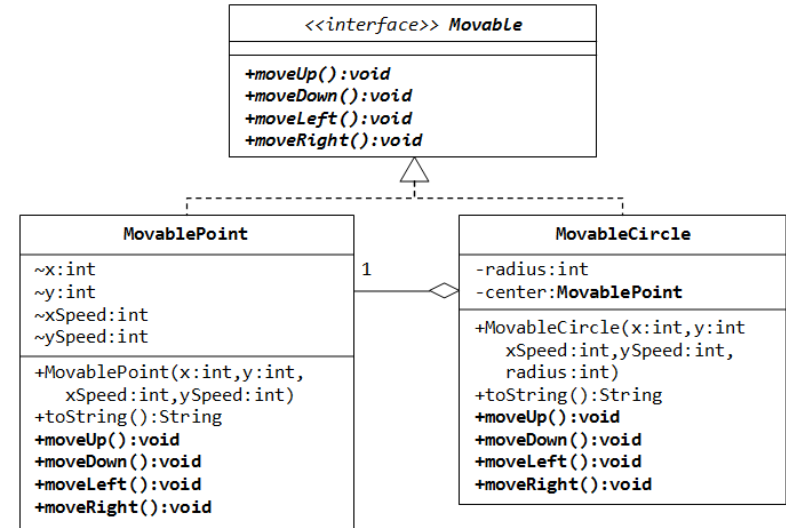 <<interface>> Movable
+moveUp():void
+moveDown():void
+moveLeft():void
+moveRight():void
MovablePoint
~x:int
~y:int
~xSpeed:int
~ySpeed:int
+MovablePoint(x:int,y:int,
xSpeed:int,ySpeed:int)
+toString():String
+moveUp():void
+moveDown():void
+moveLeft():void
+moveRight():void
1
MovableCircle
-radius:int
-center:MovablePoint
+MovableCircle(x:int,y:int
xSpeed:int,ySpeed:int,
radius:int)
+toString():String
+moveUp():void
+moveDown():void
+moveLeft():void
+moveRight():void